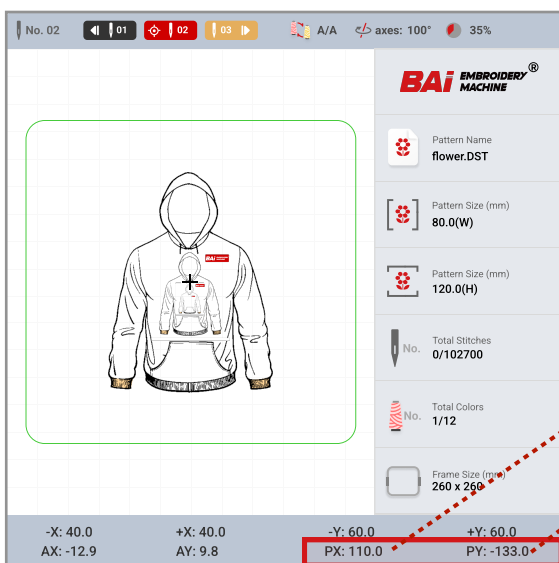 No. 02 01 02 03 A/A axes: 100° 35%
BAi EMBROIDERY MACHINE ®
Pattern Name
flower.DST
Pattern Size (mm)
80.0(W)
Pattern Size (mm)
120.0(H)
No.
Total Stitches
0/102700
No.
Total Colors
1/12
Frame Size (mm)
260 x 260
BAi
-X: 40.0 +X: 40.0 -Y: 60.0 +Y: 60.0
AX: -12.9 AY: 9.8 PX: 110.0 PY: -133.0